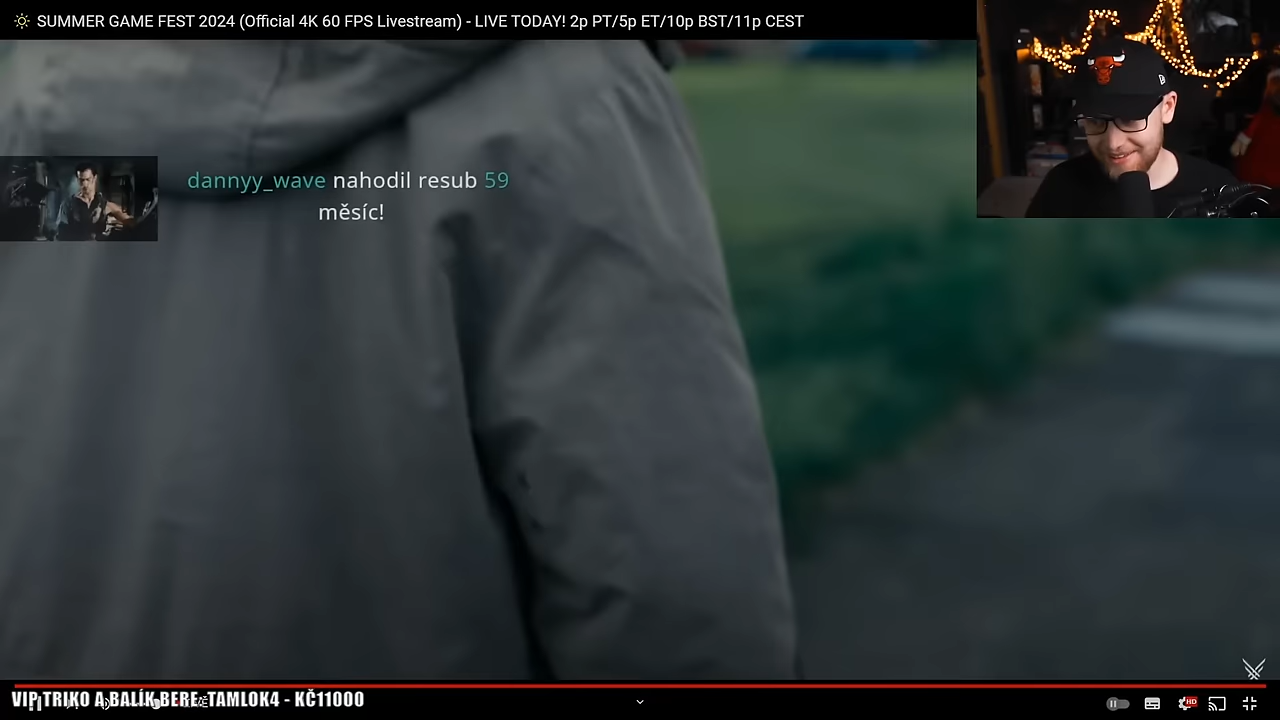 SUMMER GAME FEST 2024 (Official 4K 60 FPS Livestream) - LIVE TODAY! 2p PT/5p ET/10p BST/11p CEST
dannyy_wave nahodil resub 59
měsíc!
VIP TRIKO A BALÍK BERE: TAMLOK4 - KČ11000
HD